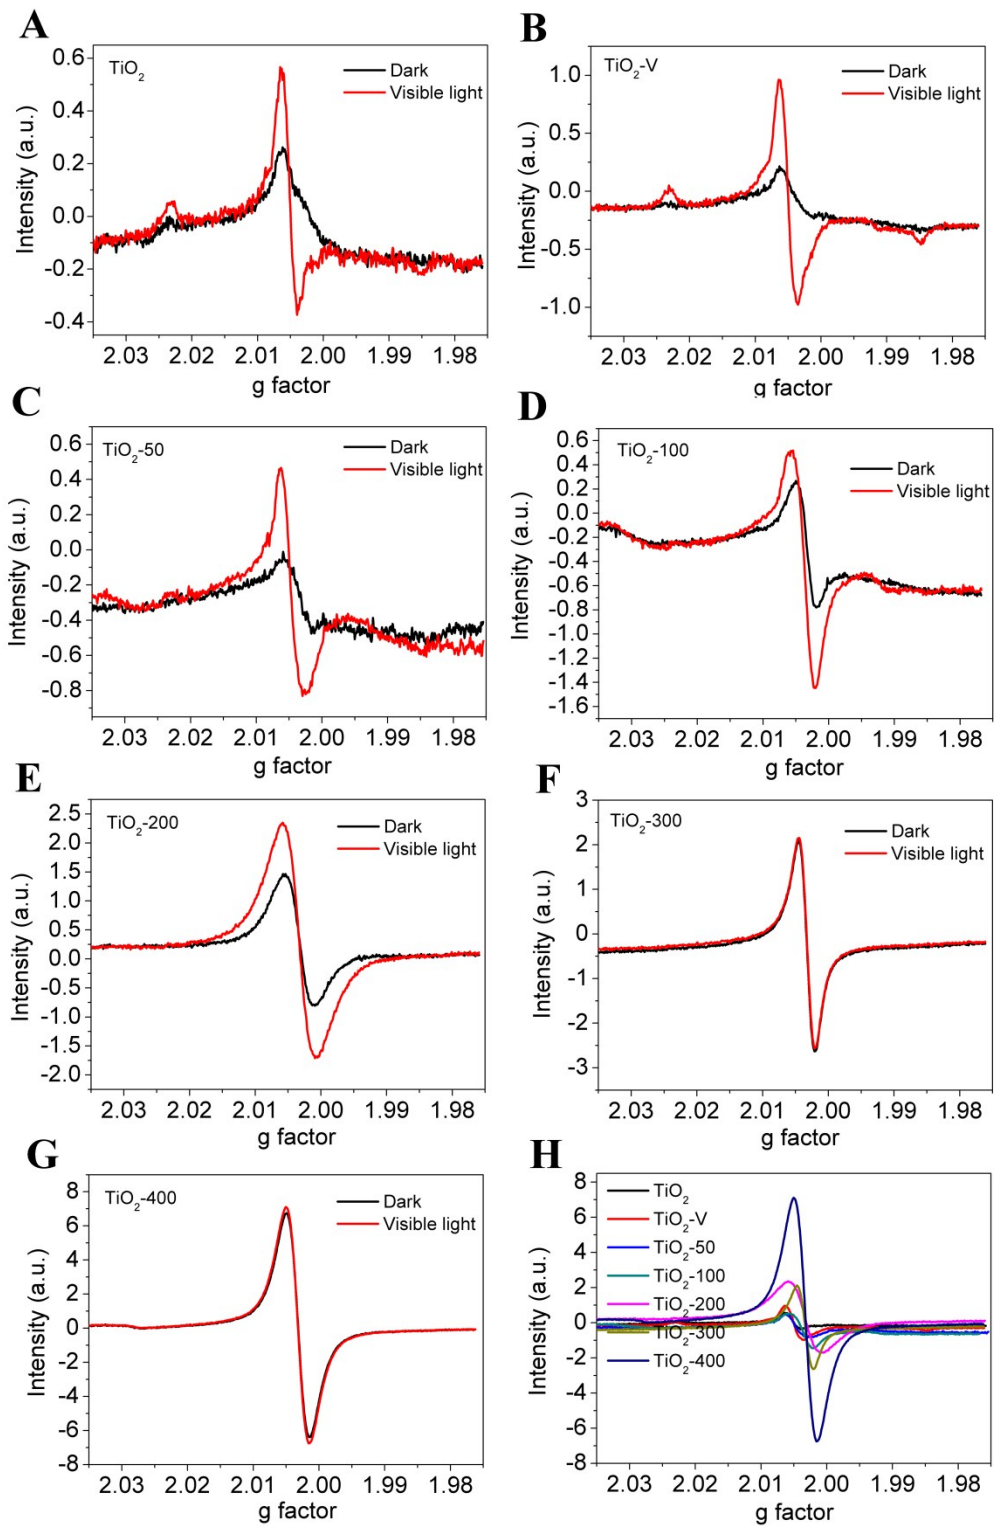 A
TiO2
Dark
Visible light
0.6
0.4
0.2
0.0
-0.2
-0.4
Intensity (a.u.)
2.03 2.02 2.01 2.00 1.99 1.98
g factor
B
TiO2-V
Dark
Visible light
1.0
0.5
0.0
-0.5
-1.0
Intensity (a.u.)
2.03 2.02 2.01 2.00 1.99 1.98
g factor
C
TiO2-50
Dark
Visible light
0.6
0.4
0.2
0.0
-0.2
-0.4
-0.6
-0.8
Intensity (a.u.)
2.03 2.02 2.01 2.00 1.99 1.98
g factor
D
TiO2-100
Dark
Visible light
0.6
0.4
0.2
0.0
-0.2
-0.4
-0.6
-0.8
-1.0
-1.2
-1.4
-1.6
Intensity (a.u.)
2.03 2.02 2.01 2.00 1.99 1.98
g factor
E
TiO2-200
Dark
Visible light
2.5
2.0
1.5
1.0
0.5
0.0
-0.5
-1.0
-1.5
-2.0
Intensity (a.u.)
2.03 2.02 2.01 2.00 1.99 1.98
g factor
F
TiO2-300
Dark
Visible light
3
2
1
0
-1
-2
-3
Intensity (a.u.)
2.03 2.02 2.01 2.00 1.99 1.98
g factor
G
TiO2-400
Dark
Visible light
8
6
4
2
0
-2
-4
-6
-8
Intensity (a.u.)
2.03 2.02 2.01 2.00 1.99 1.98
g factor
H
TiO2
TiO2-V
TiO2-50
TiO2-100
TiO2-200
TiO2-300
TiO2-400
8
6
4
2
0
-2
-4
-6
-8
Intensity (a.u.)
2.03 2.02 2.01 2.00 1.99 1.98
g factor